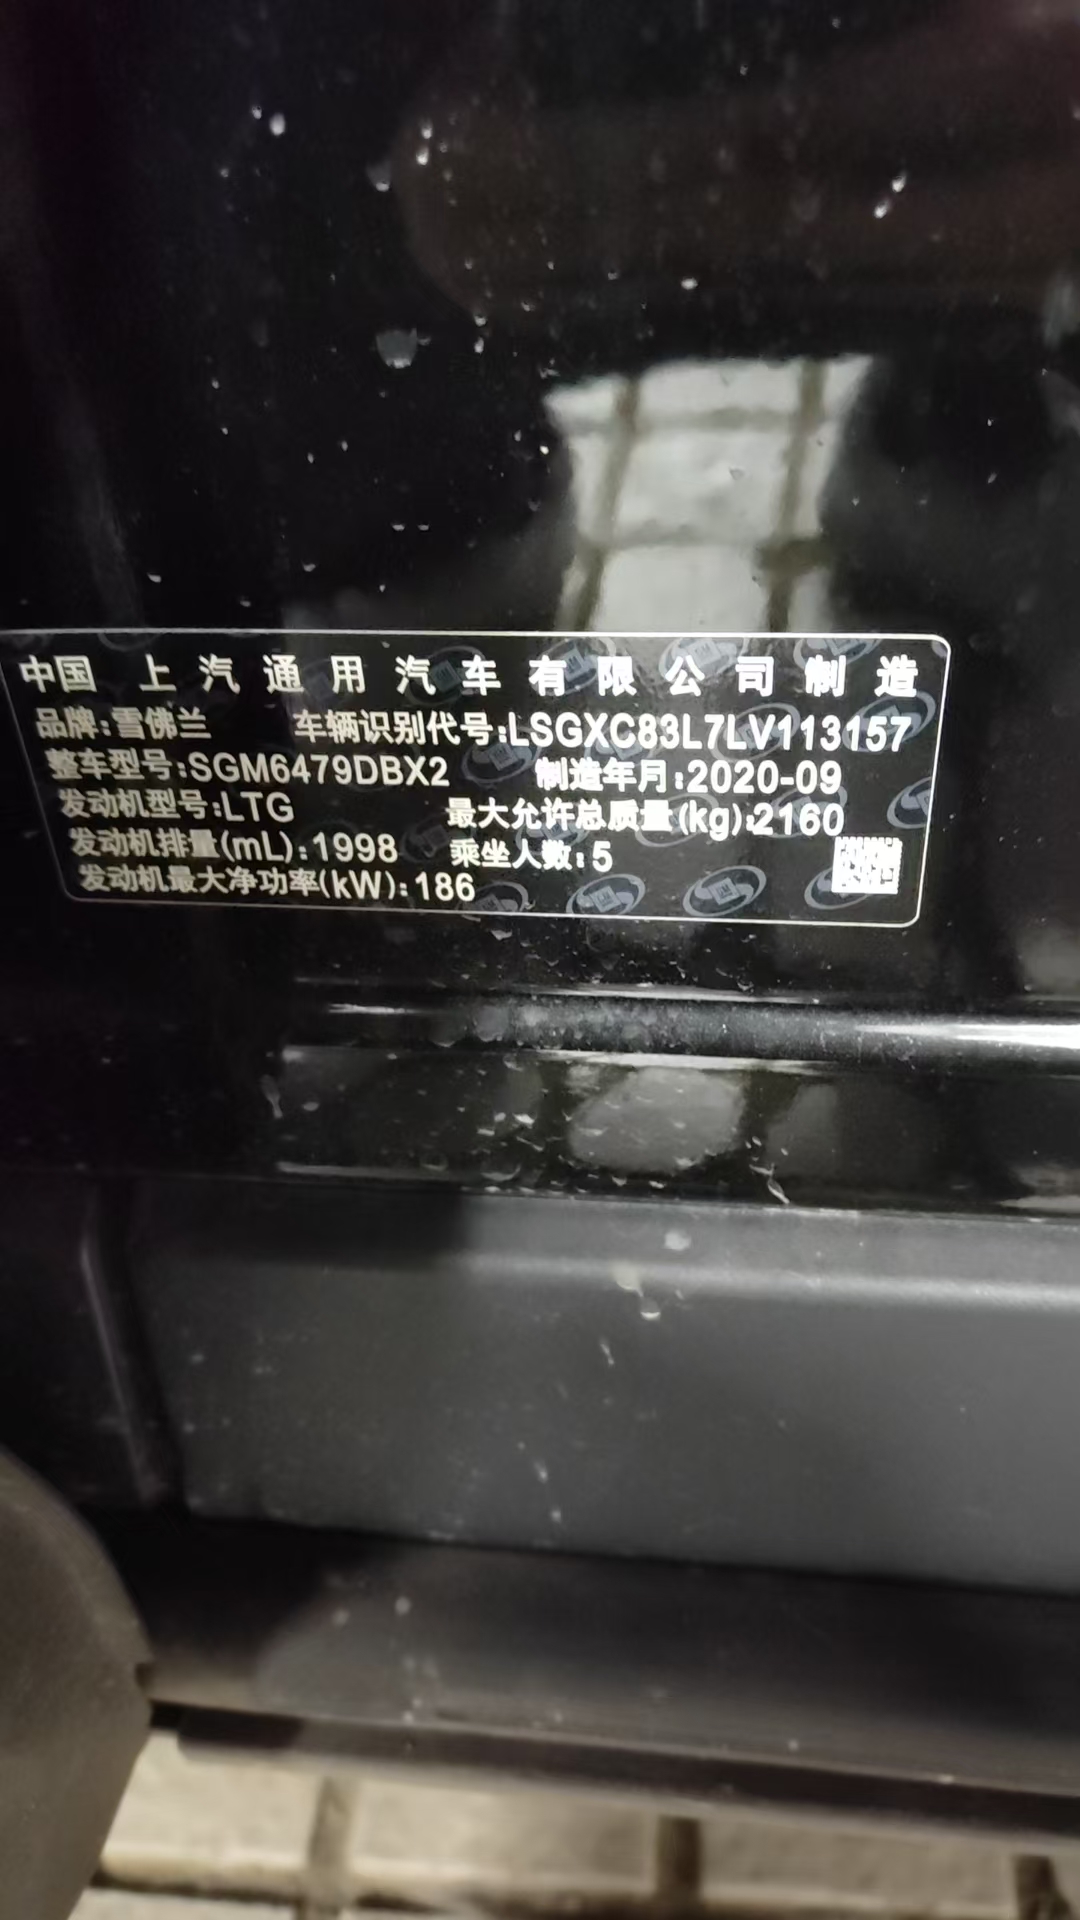 中国 上汽通用汽车有限公司制造
品牌:雪佛兰 车辆识别代号:LSGXC83L7LV113157
整车型号:SGM6479DBX2 制造年月:2020-09
发动机型号:LTG 最大允许总质量(kg):2160
发动机排量(mL):1998 乘坐人数:5
发动机最大净功率(kW):186